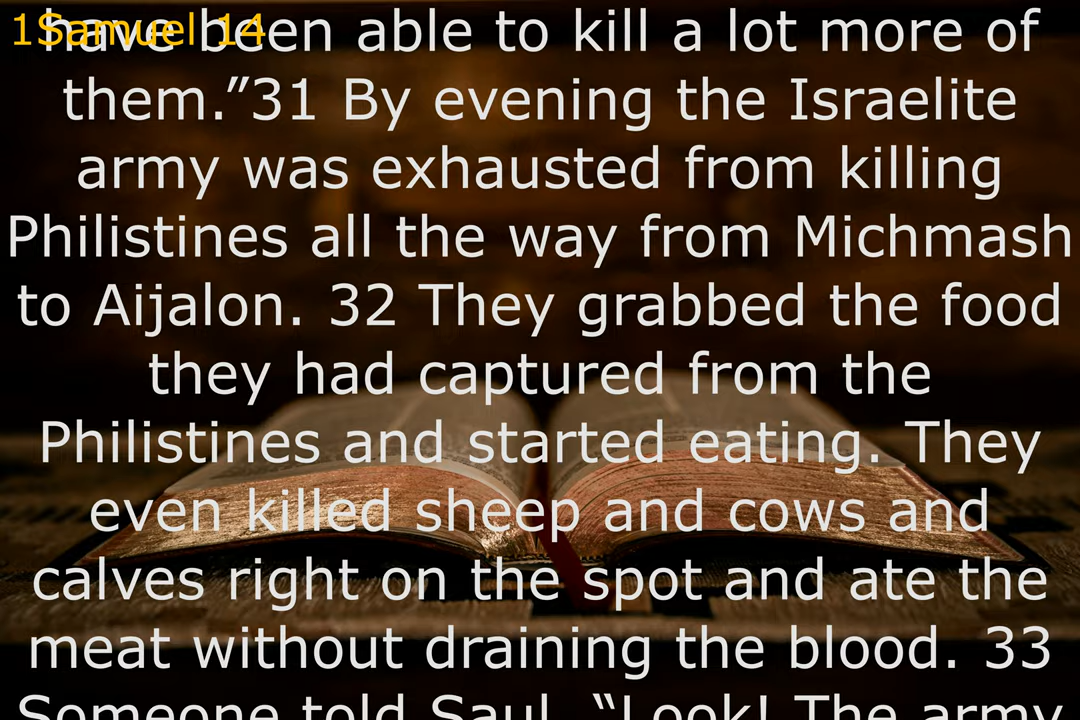 1Samuel 14
have been able to kill a lot more of
them.”31 By evening the Israelite
army was exhausted from killing
Philistines all the way from Michmash
to Aijalon. 32 They grabbed the food
they had captured from the
Philistines and started eating. They
even killed sheep and cows and
calves right on the spot and ate the
meat without draining the blood. 33
Someone told Saul, “Look! The army